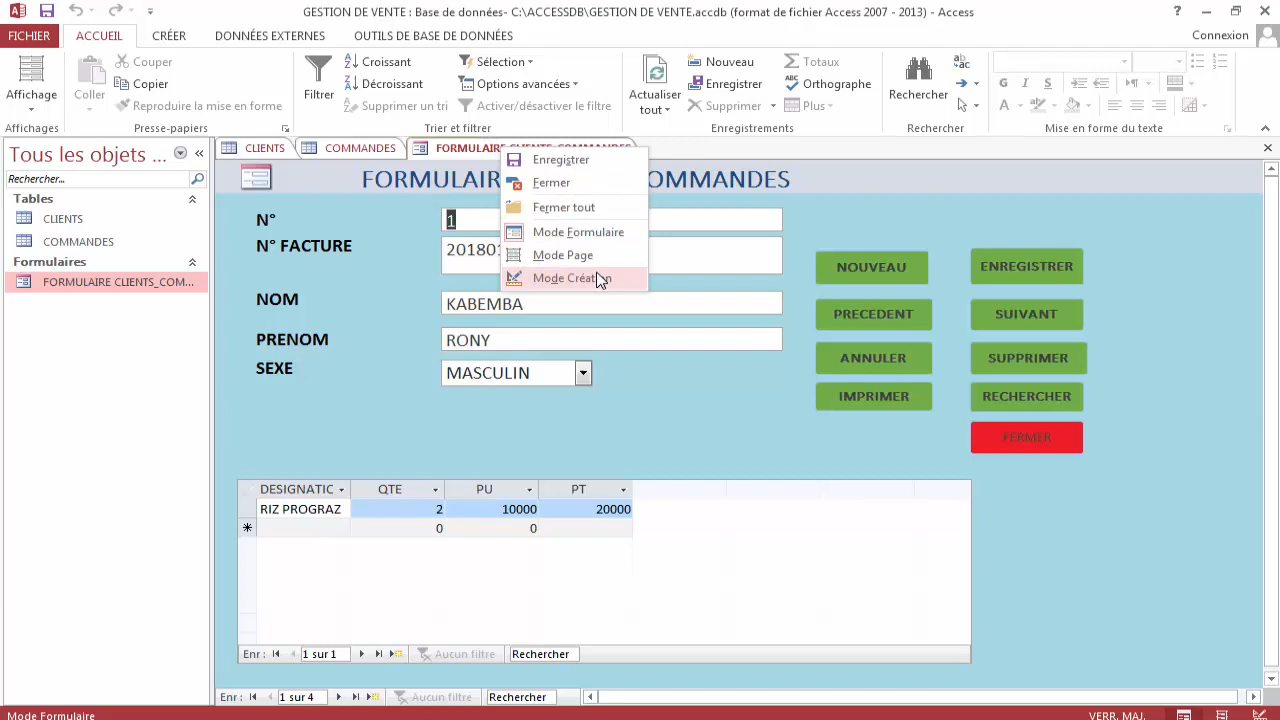 GESTION DE VENTE : Base de données- C:\ACCESSDB\GESTION DE VENTE.accdb (format de fichier Access 2007 - 2013) - Access
FICHIER ACCUEIL CRÉER DONNÉES EXTERNES OUTILS DE BASE DE DONNÉES Connexion
Affichage
Affichages
Coller
Couper
Copier
Reproduire la mise en forme
Presse-papiers
Filtrer
Croissant
Décroissant
Supprimer un tri
Sélection
Options avancées
Activer/désactiver le filtre
Trier et filtrer
Actualiser
tout
Nouveau
Enregistrer
Supprimer
Totaux
Orthographe
Plus
Enregistrements
Rechercher
Rechercher
G I S
A
Mise en forme du texte
Tous les objets ...
Rechercher...
Tables
CLIENTS
COMMANDES
Formulaires
FORMULAIRE CLIENTS_COM...
CLIENTS COMMANDES FORMULAIRE CLIENTS_COMMANDES
Enregistrer
Fermer
Fermer tout
Mode Formulaire
Mode Page
Mode Création
FORMULAIR COMMANDES
N° 1
N° FACTURE 201801
NOM KABEMBA
PRENOM RONY
SEXE MASCULIN
NOUVEAU ENREGISTRER
PRECEDENT SUIVANT
ANNULER SUPPRIMER
IMPRIMER RECHERCHER
FERMER
DESIGNATIC QTE PU PT
RIZ PROGRAZ 2 10000 20000
0 0
Enr : 1 sur 1 Aucun filtre Rechercher
Enr : 1 sur 4 Aucun filtre Rechercher
Mode Formulaire VERR. MAJ.